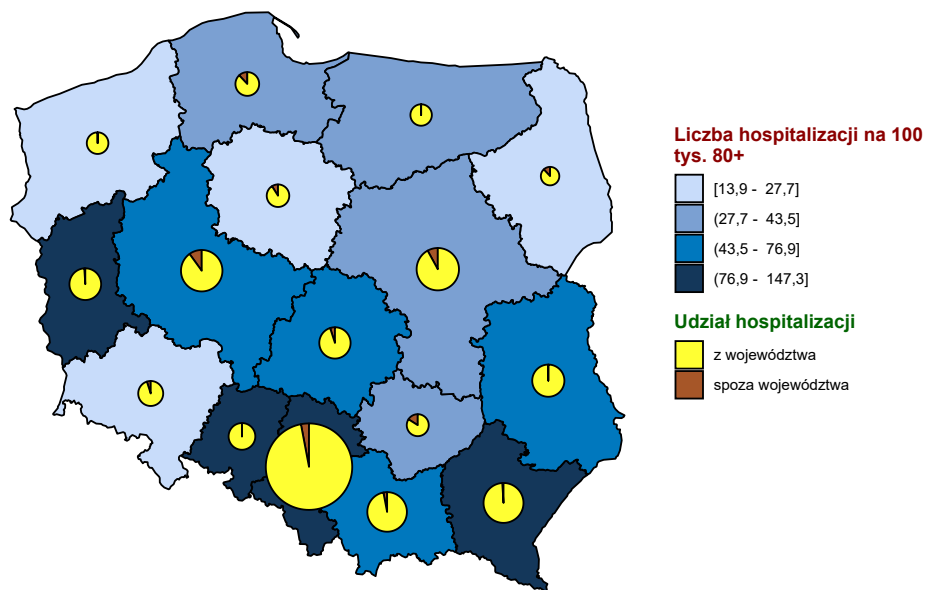 Liczba hospitalizacji na 100
tys. 80+
[13,9 - 27,7]
(27,7 - 43,5]
(43,5 - 76,9]
(76,9 - 147,3]
Udział hospitalizacji
z województwa
spoza województwa